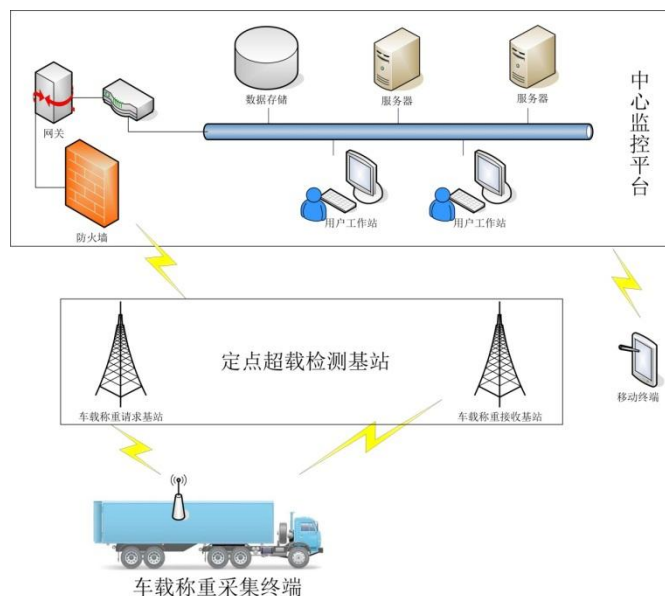 数据存储
服务器
服务器
网关
中心监控平台
防火墙
用户工作站
用户工作站
定点超载检测基站
车载称重请求基站
车载称重接收基站
移动终端
车载称重采集终端